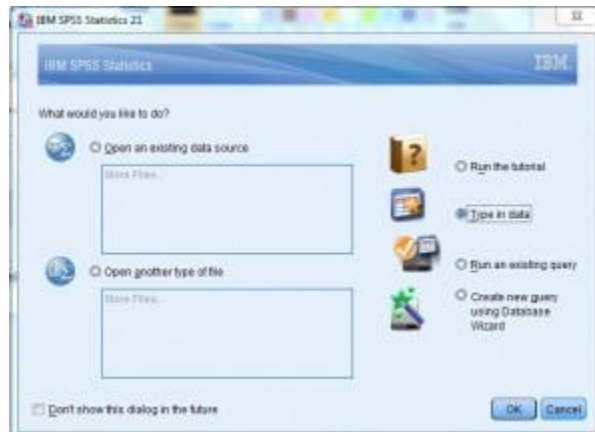 IBM SPSS Statistics 21
IBM SPSS Statistics
IBM
What would you like to do?
Open an existing data source
More Files...
Open another type of file
More Files...
Run the tutorial
Type in data
Run an existing query
Create new query
using Database
Wizard
Don't show this dialog in the future
OK
Cancel